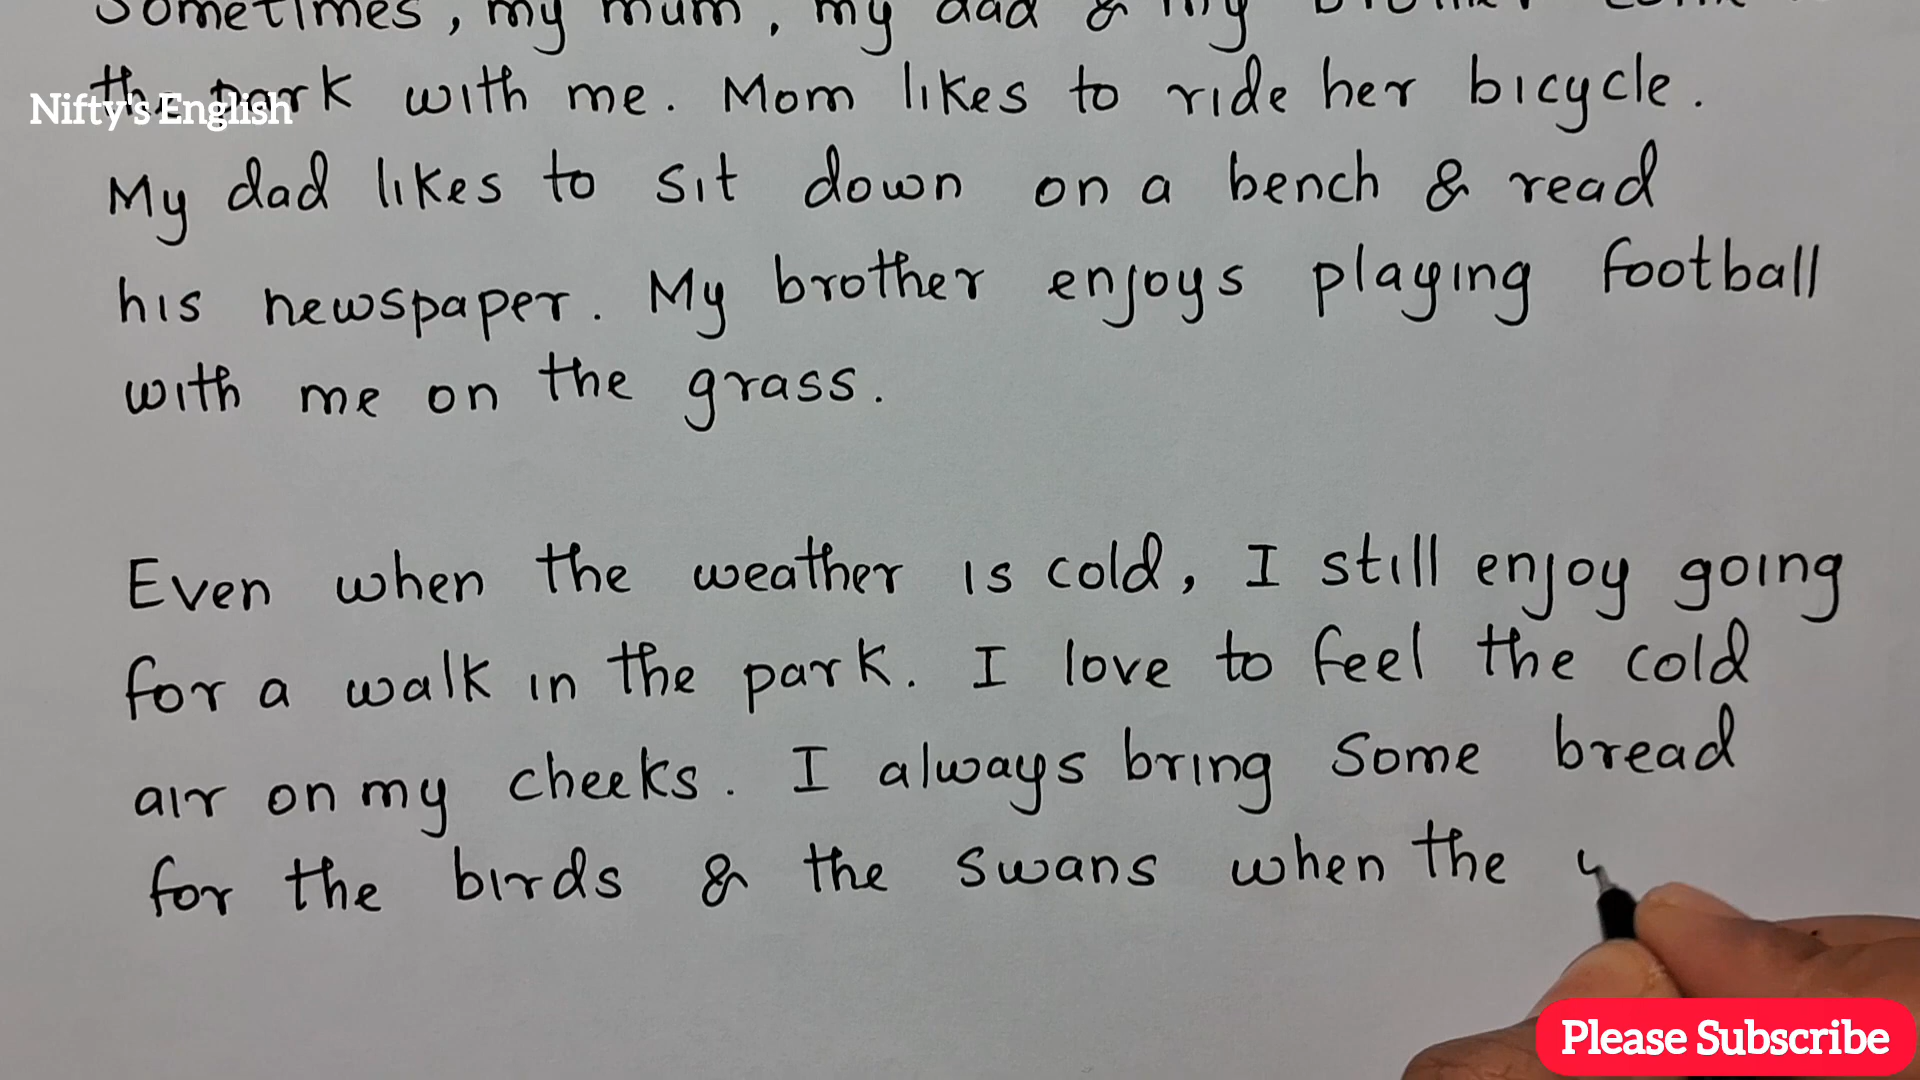 Sometimes, my mum, my dad & my brother come
the park with me. Mom likes to ride her bicycle.
Nifty's English
My dad likes to sit down on a bench & read
his newspaper. My brother enjoys playing football
with me on the grass.
Even when the weather is cold, I still enjoy going
for a walk in the park. I love to feel the cold
air on my cheeks. I always bring some bread
for the birds & the swans when the
Please Subscribe